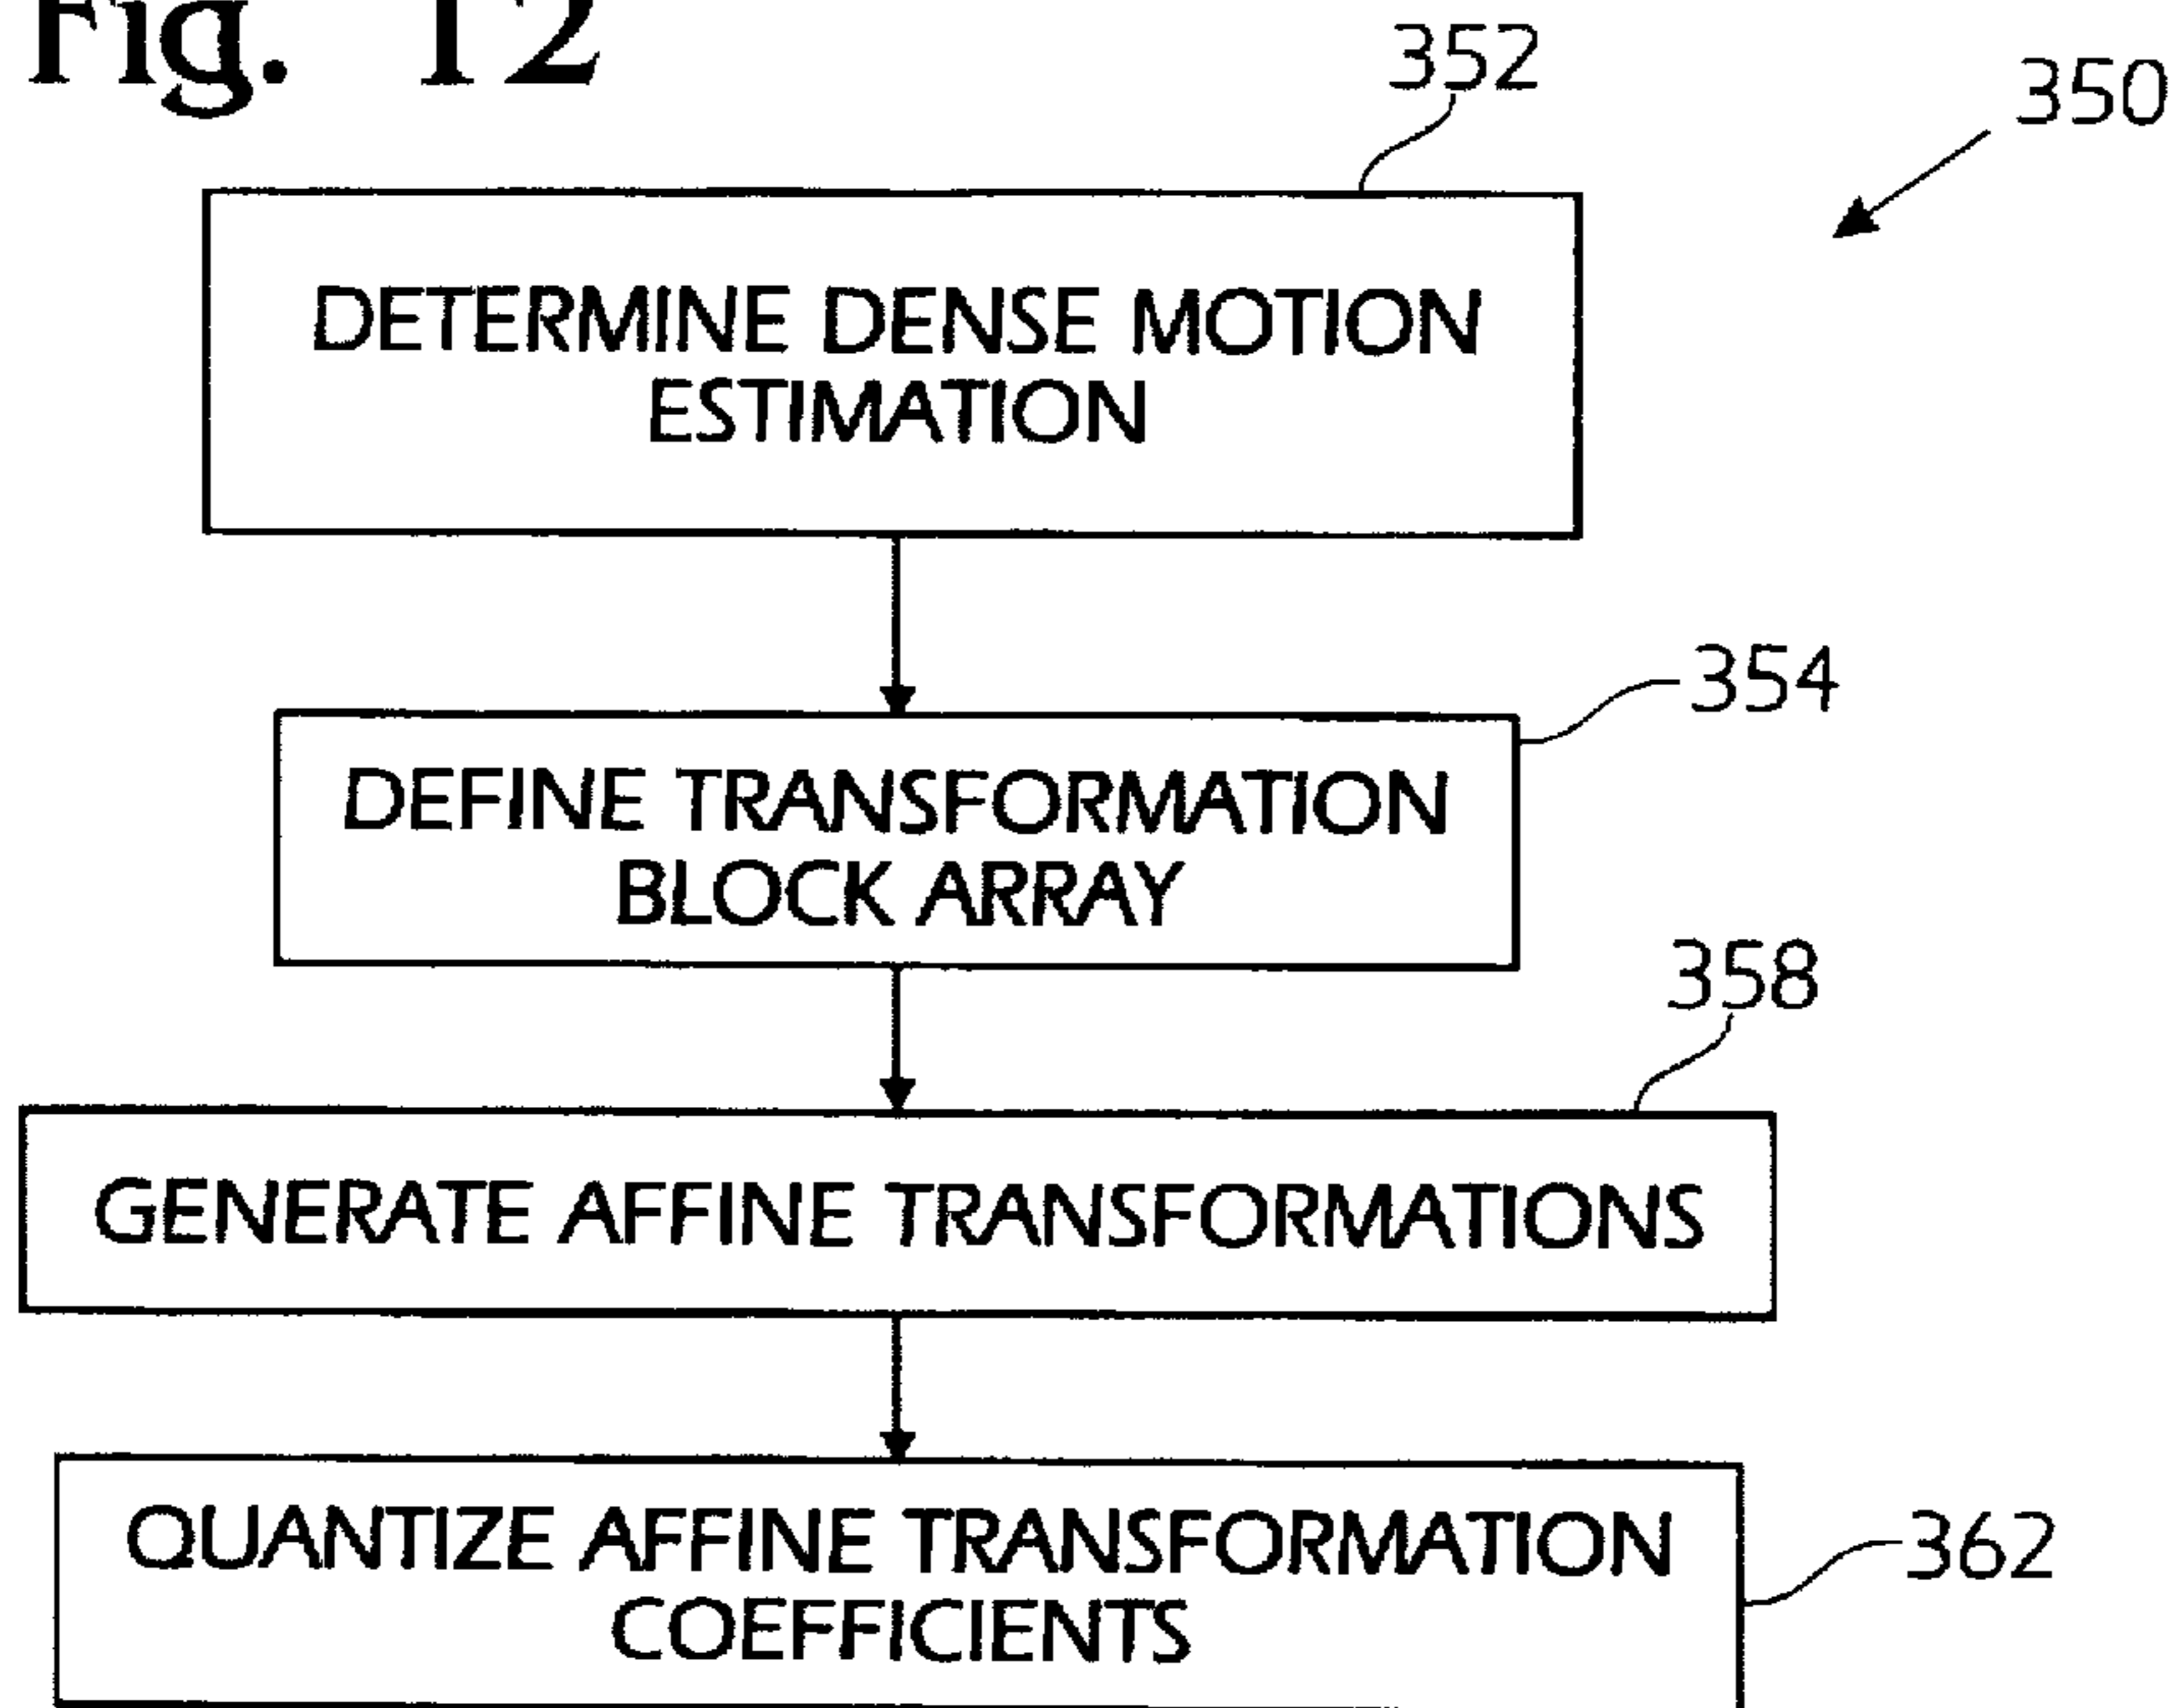 Fig. 12
352
350
DETERMINE DENSE MOTION
ESTIMATION
354
DEFINE TRANSFORMATION
BLOCK ARRAY
358
GENERATE AFFINE TRANSFORMATIONS
QUANTIZE AFFINE TRANSFORMATION
COEFFICIENTS
362